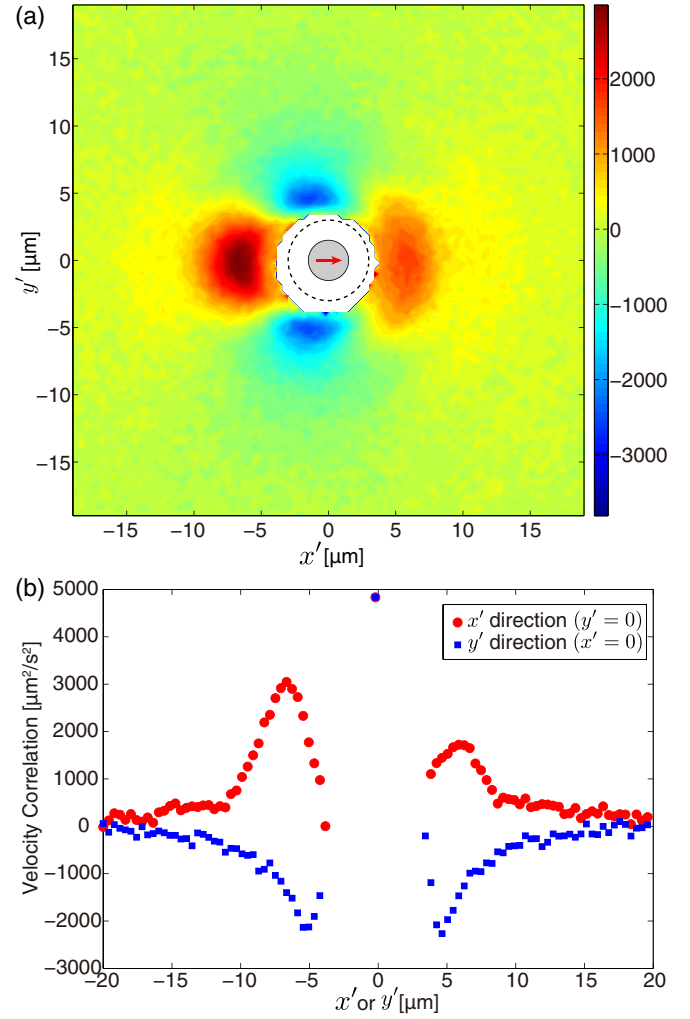 (a)
15
10
5
0
−5
−10
−15
y′ [μm]
−15 −10 −5 0 5 10 15
x′ [μm]
2000
1000
0
−1000
−2000
−3000
(b)
5000
4000
3000
2000
1000
0
−1000
−2000
−3000
Velocity Correlation [μm²/s²]
x′ direction (y′ = 0)
y′ direction (x′ = 0)
−20 −15 −10 −5 0 5 10 15 20
x′ or y′ [μm]